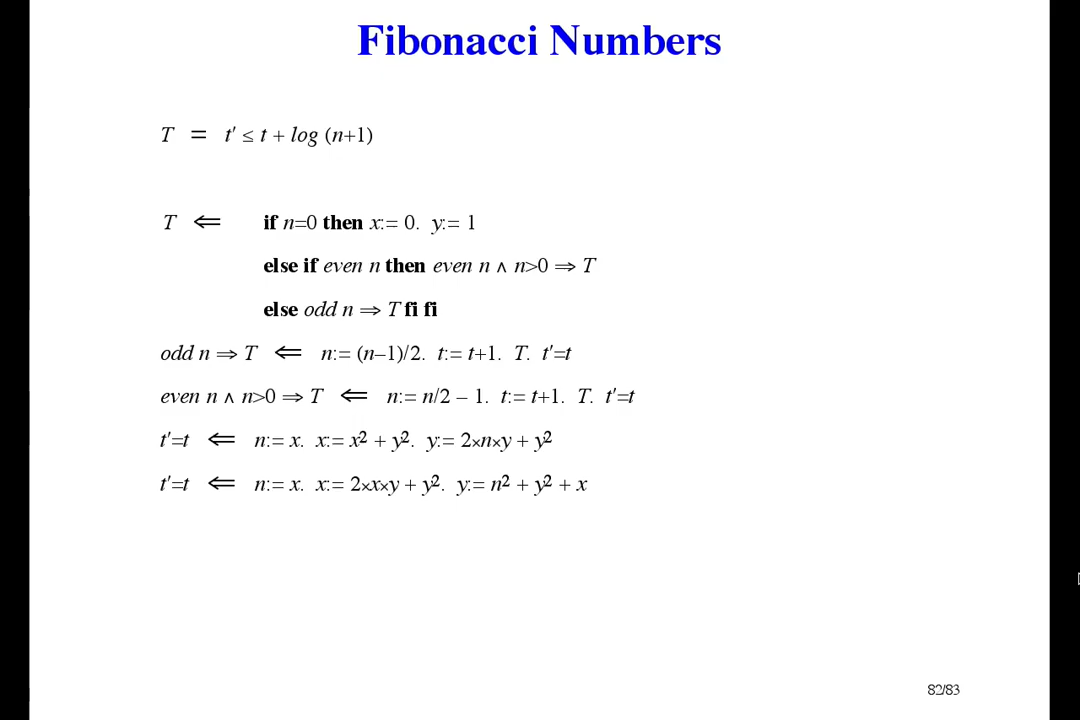 Fibonacci Numbers
T = t′ ≤ t + log (n+1)
T ⇐ if n=0 then x:= 0. y:= 1
else if even n then even n ∧ n>0 ⇒ T
else odd n ⇒ T fi fi
odd n ⇒ T ⇐ n:= (n–1)/2. t:= t+1. T. t′=t
even n ∧ n>0 ⇒ T ⇐ n:= n/2 – 1. t:= t+1. T. t′=t
t′=t ⇐ n:= x. x:= x² + y². y:= 2×n×y + y²
t′=t ⇐ n:= x. x:= 2×x×y + y². y:= n² + y² + x
82/83